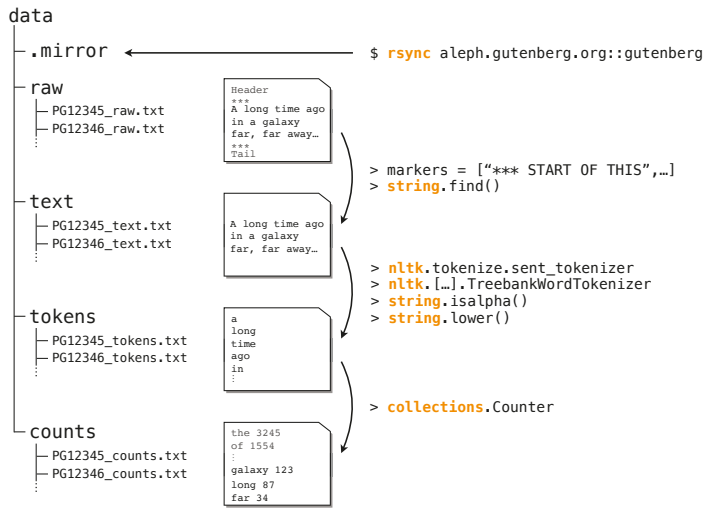 data
.mirror
$ rsync aleph.gutenberg.org::gutenberg
raw
PG12345_raw.txt
PG12346_raw.txt
⋮
Header
***
A long time ago
in a galaxy
far, far away…
***
Tail
> markers = [“*** START OF THIS”,…]
> string.find()
text
PG12345_text.txt
PG12346_text.txt
⋮
A long time ago
in a galaxy
far, far away…
> nltk.tokenize.sent_tokenizer
> nltk.[…].TreebankWordTokenizer
> string.isalpha()
> string.lower()
tokens
PG12345_tokens.txt
PG12346_tokens.txt
⋮
a
long
time
ago
in
⋮
> collections.Counter
counts
PG12345_counts.txt
PG12346_counts.txt
⋮
the 3245
of 1554
⋮
galaxy 123
long 87
far 34